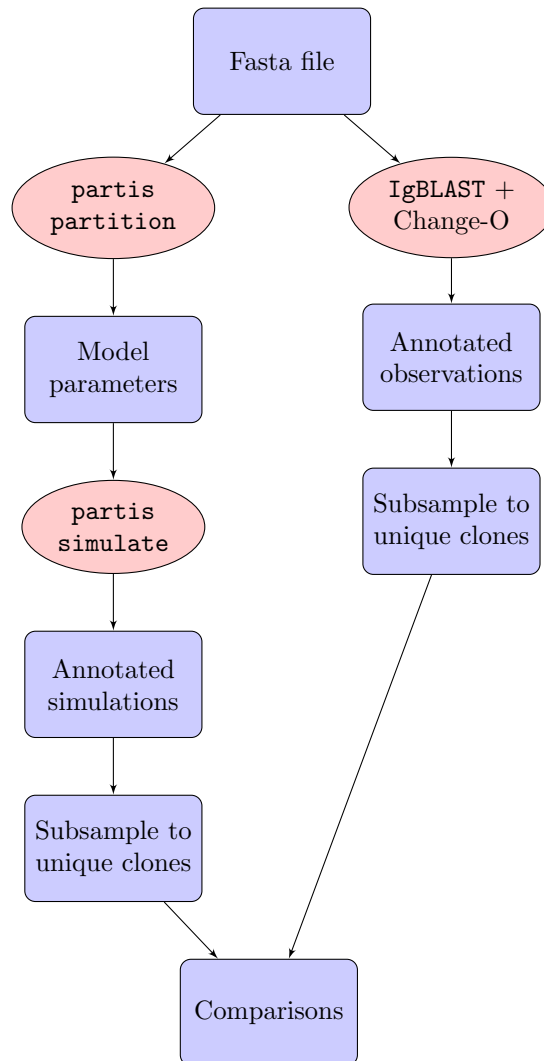 Fasta file
partis
partition
IgBLAST +
Change-O
Model
parameters
Annotated
observations
partis
simulate
Subsample to
unique clones
Annotated
simulations
Subsample to
unique clones
Comparisons